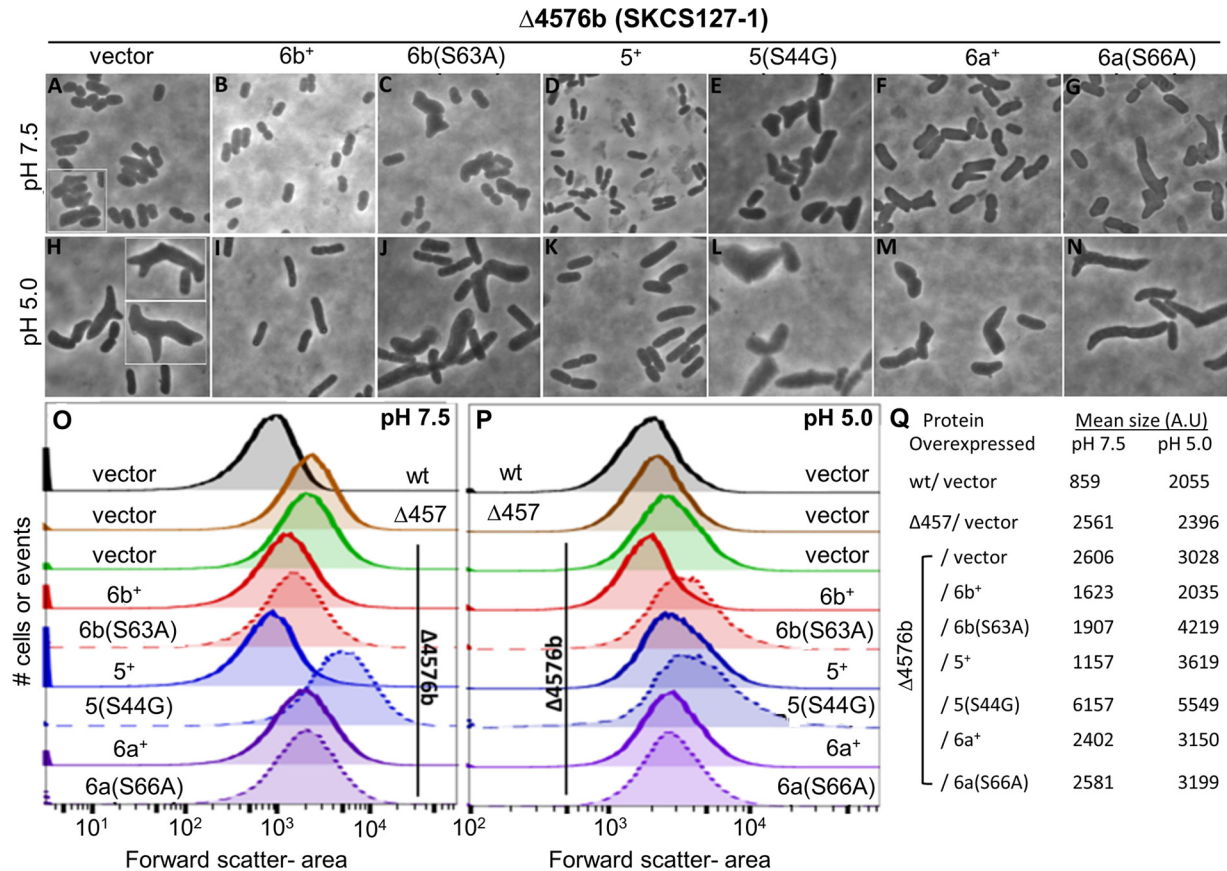 Δ4576b (SKCS127-1)
vector 6b⁺ 6b(S63A) 5⁺ 5(S44G) 6a⁺ 6a(S66A)
pH 7.5
A B C D E F G
pH 5.0
H I J K L M N
O pH 7.5
vector wt
vector Δ457
vector
6b⁺
6b(S63A)
5⁺
5(S44G)
6a⁺
6a(S66A)
Δ4576b
# cells or events
10¹ 10² 10³ 10⁴
Forward scatter- area
P pH 5.0
wt vector
Δ457 vector
vector
6b⁺
6b(S63A)
5⁺
5(S44G)
6a⁺
6a(S66A)
Δ4576b
10² 10³ 10⁴
Forward scatter- area
Q Protein Mean size (A.U)
Overexpressed pH 7.5 pH 5.0
wt/ vector 859 2055
Δ457/ vector 2561 2396
Δ4576b
/ vector 2606 3028
/ 6b⁺ 1623 2035
/ 6b(S63A) 1907 4219
/ 5⁺ 1157 3619
/ 5(S44G) 6157 5549
/ 6a⁺ 2402 3150
/ 6a(S66A) 2581 3199